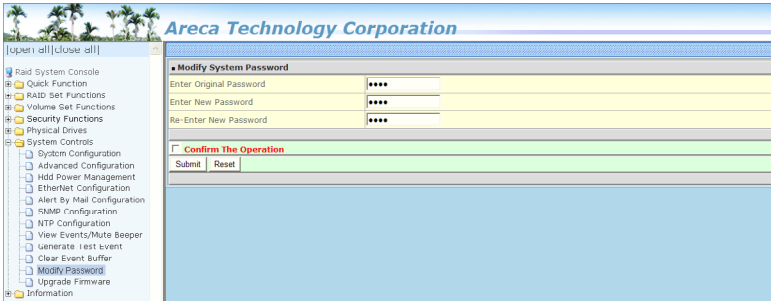 Areca Technology Corporation
|open all|close all|
Raid System Console
Quick Function
RAID Set Functions
Volume Set Functions
Security Functions
Physical Drives
System Controls
System Configuration
Advanced Configuration
Hdd Power Management
EtherNet Configuration
Alert By Mail Configuration
SNMP Configuration
NTP Configuration
View Events/Mute Beeper
Generate Test Event
Clear Event Buffer
Modify Password
Upgrade Firmware
Information
Modify System Password
Enter Original Password ••••
Enter New Password ••••
Re-Enter New Password ••••
Confirm The Operation
Submit Reset